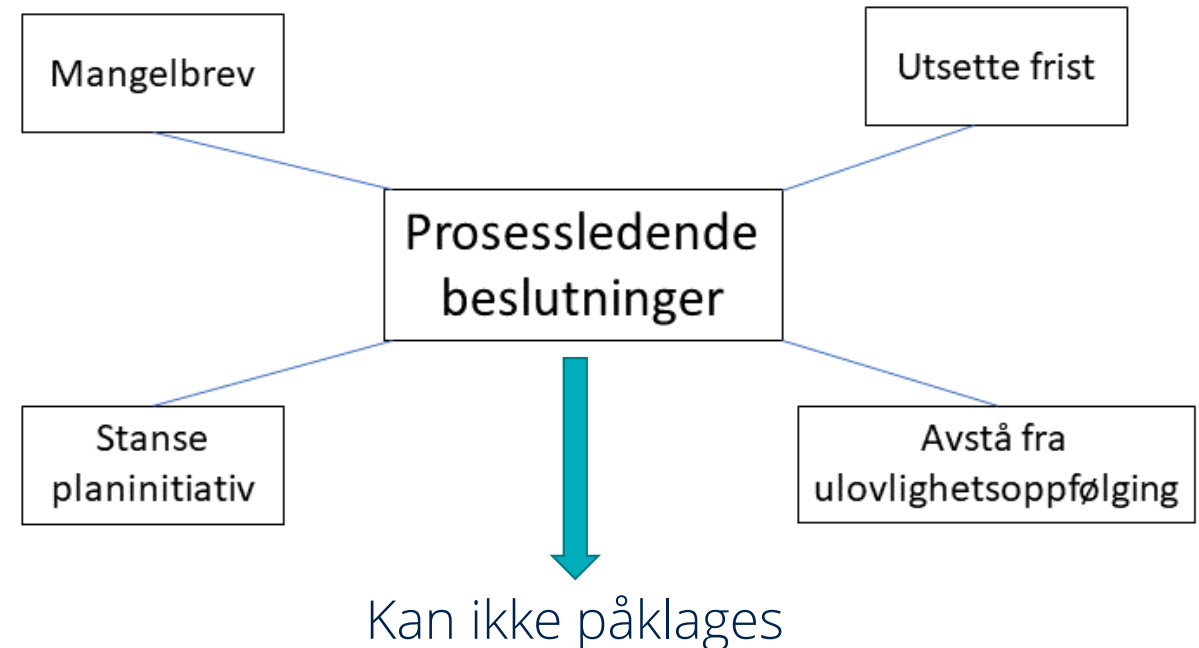 Mangelbrev
Utsette frist
Prosessledende
beslutninger
Stanse
planinitiativ
Avstå fra
ulovlighetsoppfølging
Kan ikke påklages